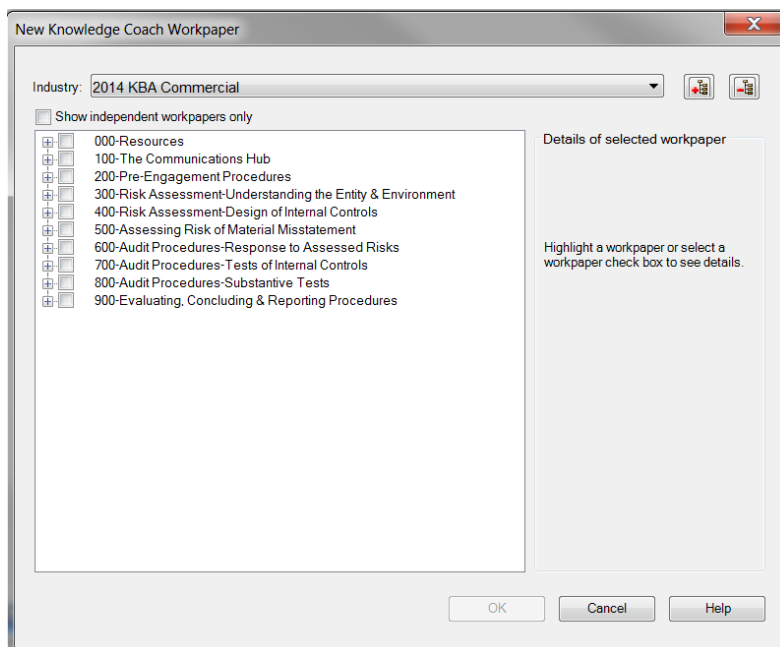 New Knowledge Coach Workpaper
X
Industry: 2014 KBA Commercial
Show independent workpapers only
000-Resources
100-The Communications Hub
200-Pre-Engagement Procedures
300-Risk Assessment-Understanding the Entity & Environment
400-Risk Assessment-Design of Internal Controls
500-Assessing Risk of Material Misstatement
600-Audit Procedures-Response to Assessed Risks
700-Audit Procedures-Tests of Internal Controls
800-Audit Procedures-Substantive Tests
900-Evaluating, Concluding & Reporting Procedures
Details of selected workpaper
Highlight a workpaper or select a
workpaper check box to see details.
OK
Cancel
Help